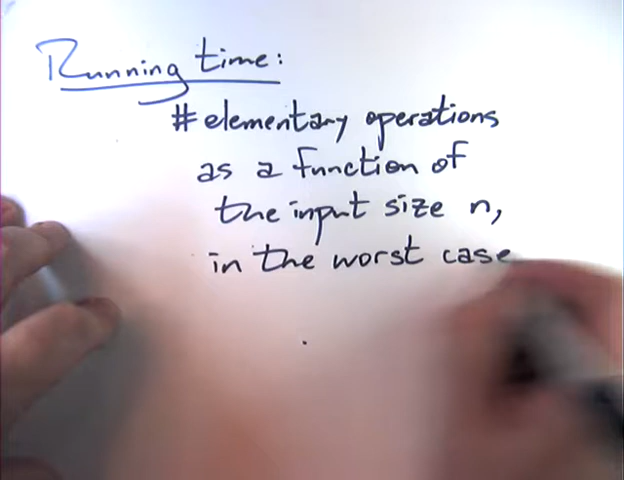 Running time:
# elementary operations
as a function of
the input size n,
in the worst case